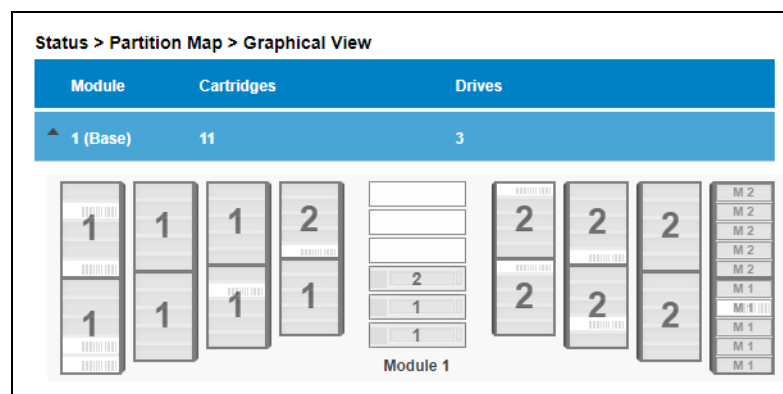 Status > Partition Map > Graphical View
Module Cartridges Drives
1 (Base) 11 3
1 1 1 2 2 2 2
1 1 1 1 2 2 2
2
1
1
M 2
M 2
M 2
M 2
M 2
M 1
M 1
M 1
M 1
M 1
Module 1